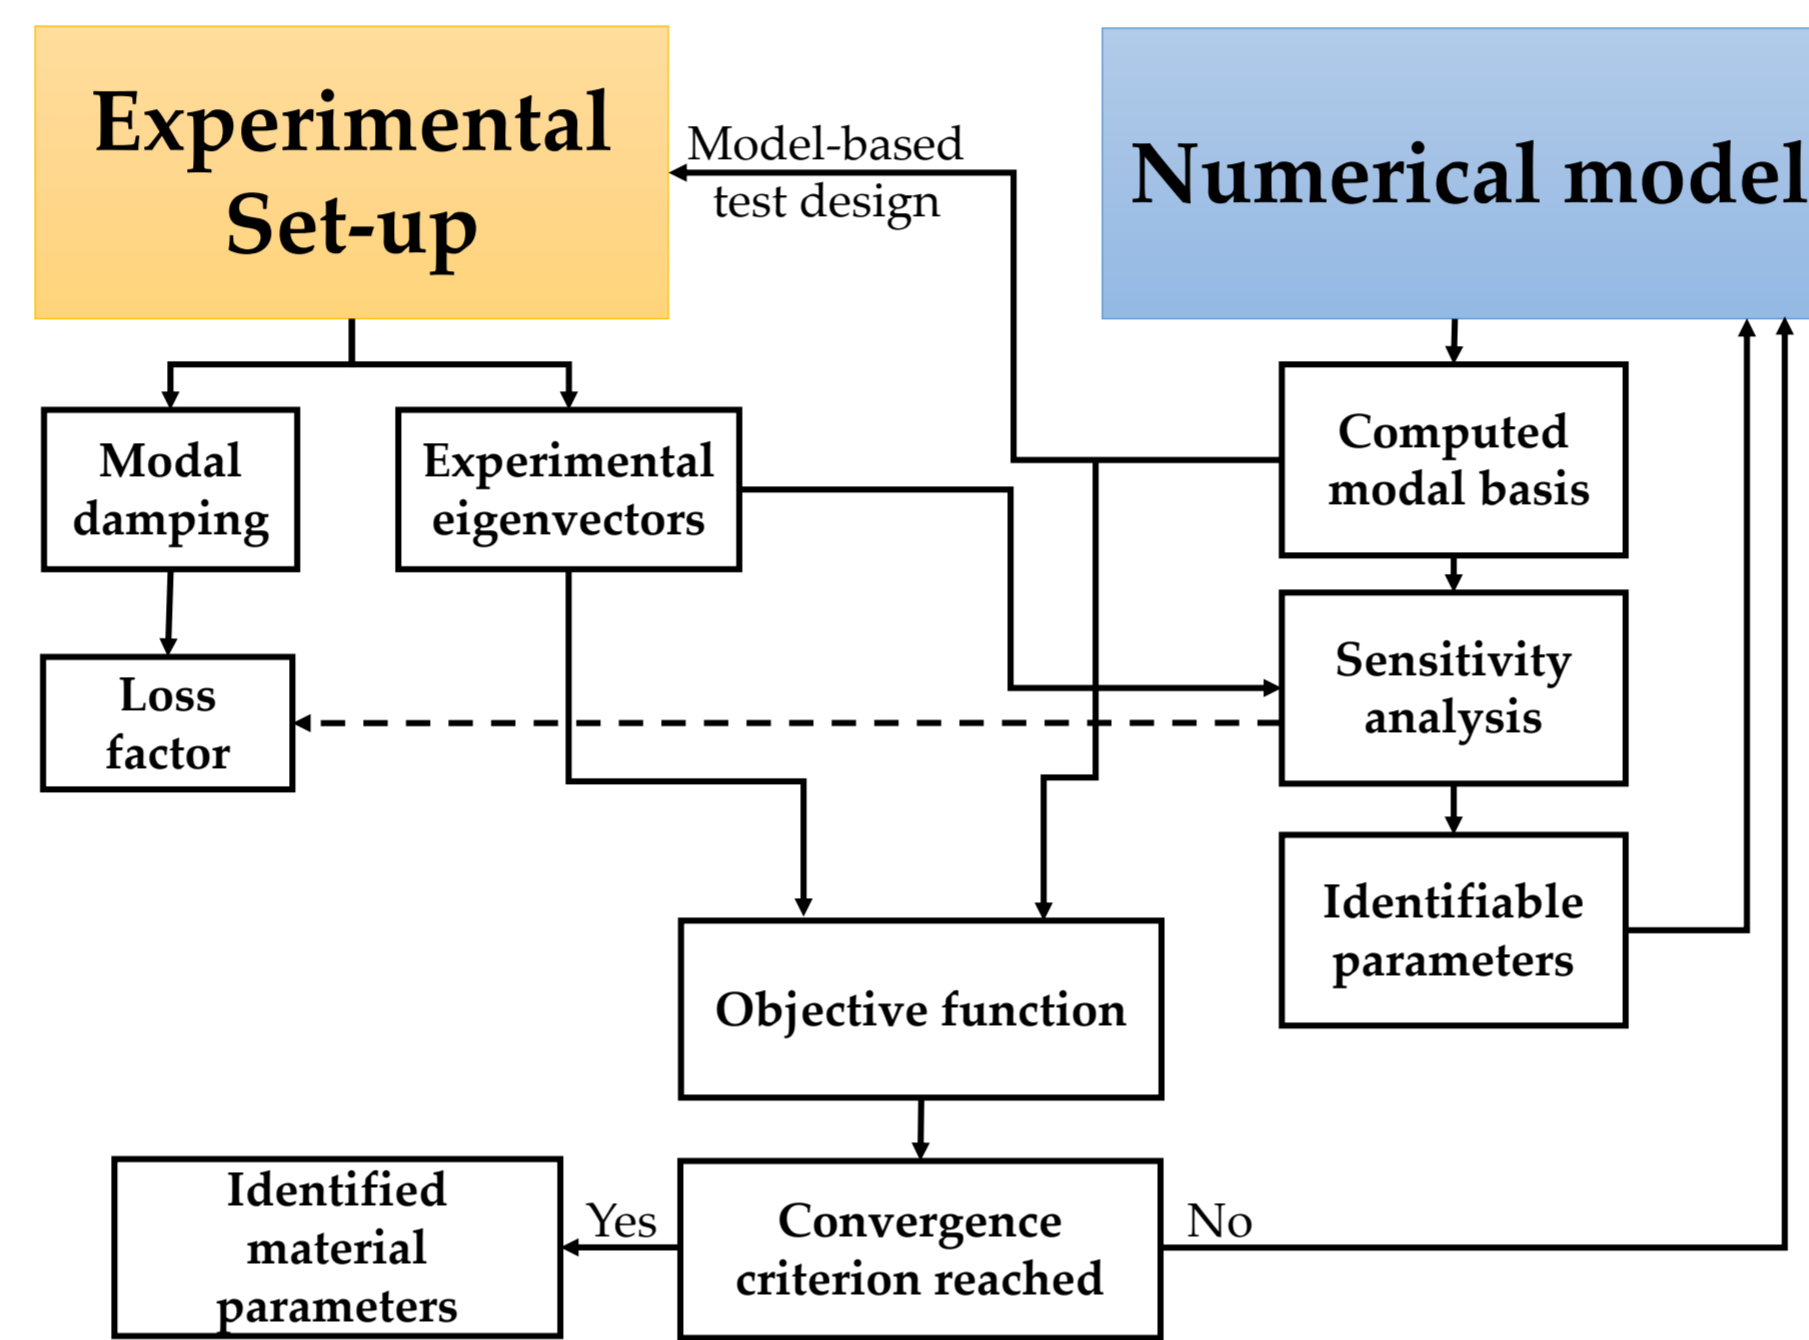 Experimental
Set-up
Model-based
test design
Numerical model
Modal
damping
Experimental
eigenvectors
Computed
modal basis
Loss
factor
Sensitivity
analysis
Identifiable
parameters
Objective function
Identified
material
parameters
Yes
Convergence
criterion reached
No